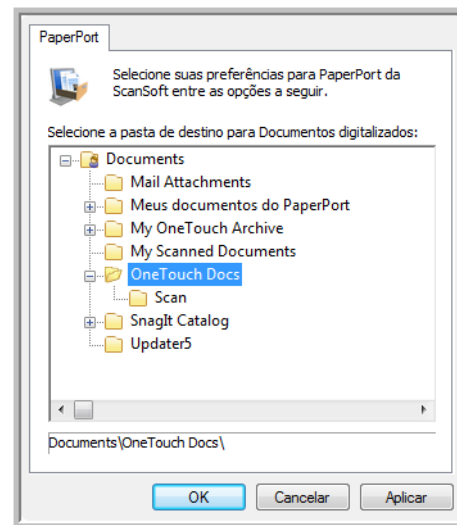 PaperPort
Selecione suas preferências para PaperPort da
ScanSoft entre as opções a seguir.
Selecione a pasta de destino para Documentos digitalizados:
Documents
Mail Attachments
Meus documentos do PaperPort
My OneTouch Archive
My Scanned Documents
OneTouch Docs
Scan
SnagIt Catalog
Updater5
Documents\OneTouch Docs\
OK Cancelar Aplicar